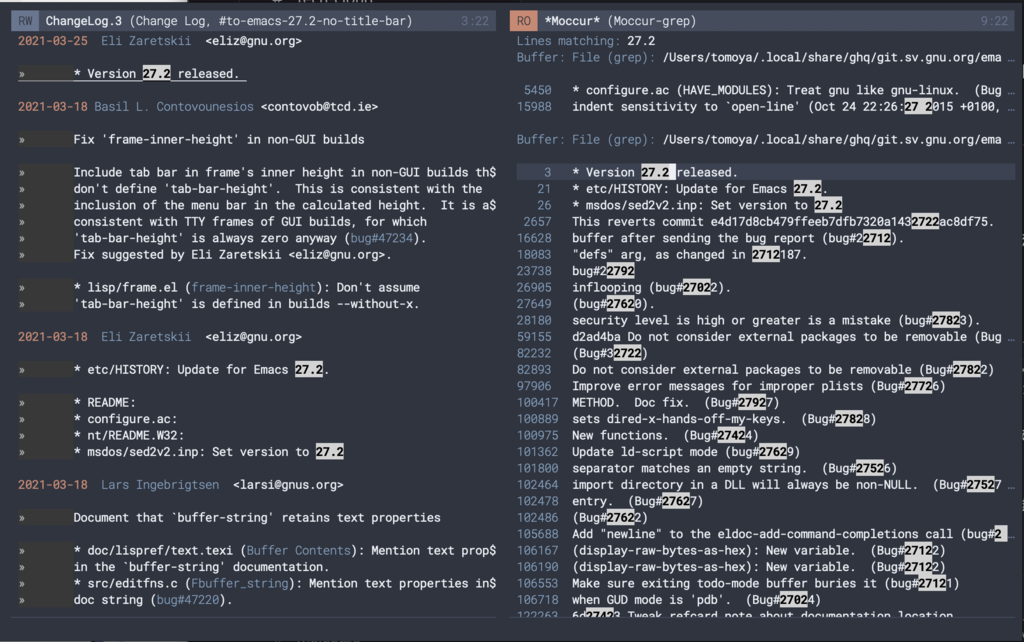 RW ChangeLog.3 (Change Log, #to-emacs-27.2-no-title-bar) 3:22
2021-03-25 Eli Zaretskii <eliz@gnu.org>
» * Version 27.2 released.
2021-03-18 Basil L. Contovounesios <contovob@tcd.ie>
» Fix 'frame-inner-height' in non-GUI builds
» Include tab bar in frame's inner height in non-GUI builds th$
» don't define 'tab-bar-height'. This is consistent with the
» inclusion of the menu bar in the calculated height. It is a$
» consistent with TTY frames of GUI builds, for which
» 'tab-bar-height' is always zero anyway (bug#47234).
» Fix suggested by Eli Zaretskii <eliz@gnu.org>.
» * lisp/frame.el (frame-inner-height): Don't assume
» 'tab-bar-height' is defined in builds --without-x.
2021-03-18 Eli Zaretskii <eliz@gnu.org>
» * etc/HISTORY: Update for Emacs 27.2.
» * README:
» * configure.ac:
» * nt/README.W32:
» * msdos/sed2v2.inp: Set version to 27.2
2021-03-18 Lars Ingebrigtsen <larsi@gnus.org>
» Document that `buffer-string' retains text properties
» * doc/lispref/text.texi (Buffer Contents): Mention text prop$
» in the `buffer-string' documentation.
» * src/editfns.c (Fbuffer_string): Mention text properties in$
» doc string (bug#47220).
RO *Moccur* (Moccur-grep) 9:22
Lines matching: 27.2
Buffer: File (grep): /Users/tomoya/.local/share/ghq/git.sv.gnu.org/ema …
5450 * configure.ac (HAVE_MODULES): Treat gnu like gnu-linux. (Bug …
15988 indent sensitivity to `open-line' (Oct 24 22:26:27 2015 +0100, …
Buffer: File (grep): /Users/tomoya/.local/share/ghq/git.sv.gnu.org/ema …
3 * Version 27.2 released.
21 * etc/HISTORY: Update for Emacs 27.2.
26 * msdos/sed2v2.inp: Set version to 27.2
2657 This reverts commit e4d17d8cb479ffeeb7dfb7320a1432722ac8df75.
16628 buffer after sending the bug report (bug#22712).
18083 "defs" arg, as changed in 2712187.
23738 bug#22792
26905 inflooping (bug#27022).
27649 (bug#27620).
28180 security level is high or greater is a mistake (bug#27823).
59155 d2ad4ba Do not consider external packages to be removable (Bug …
82232 (Bug#32722)
82893 Do not consider external packages to be removable (Bug#27822)
97906 Improve error messages for improper plists (Bug#27726)
100417 METHOD. Doc fix. (Bug#27927)
100889 sets dired-x-hands-off-my-keys. (Bug#27828)
100975 New functions. (Bug#27424)
101362 Update ld-script mode (bug#27629)
101800 separator matches an empty string. (Bug#27526)
102464 import directory in a DLL will always be non-NULL. (Bug#27527 …
102478 entry. (Bug#27627)
102486 (Bug#27622)
105688 Add "newline" to the eldoc-add-command-completions call (bug#2 …
106167 (display-raw-bytes-as-hex): New variable. (Bug#27122)
106190 (display-raw-bytes-as-hex): New variable. (Bug#27122)
106553 Make sure exiting todo-mode buffer buries it (bug#27121)
106718 when GUD mode is 'pdb'. (Bug#27024)
122263 6d27423 Tweak refcard note about documentation location